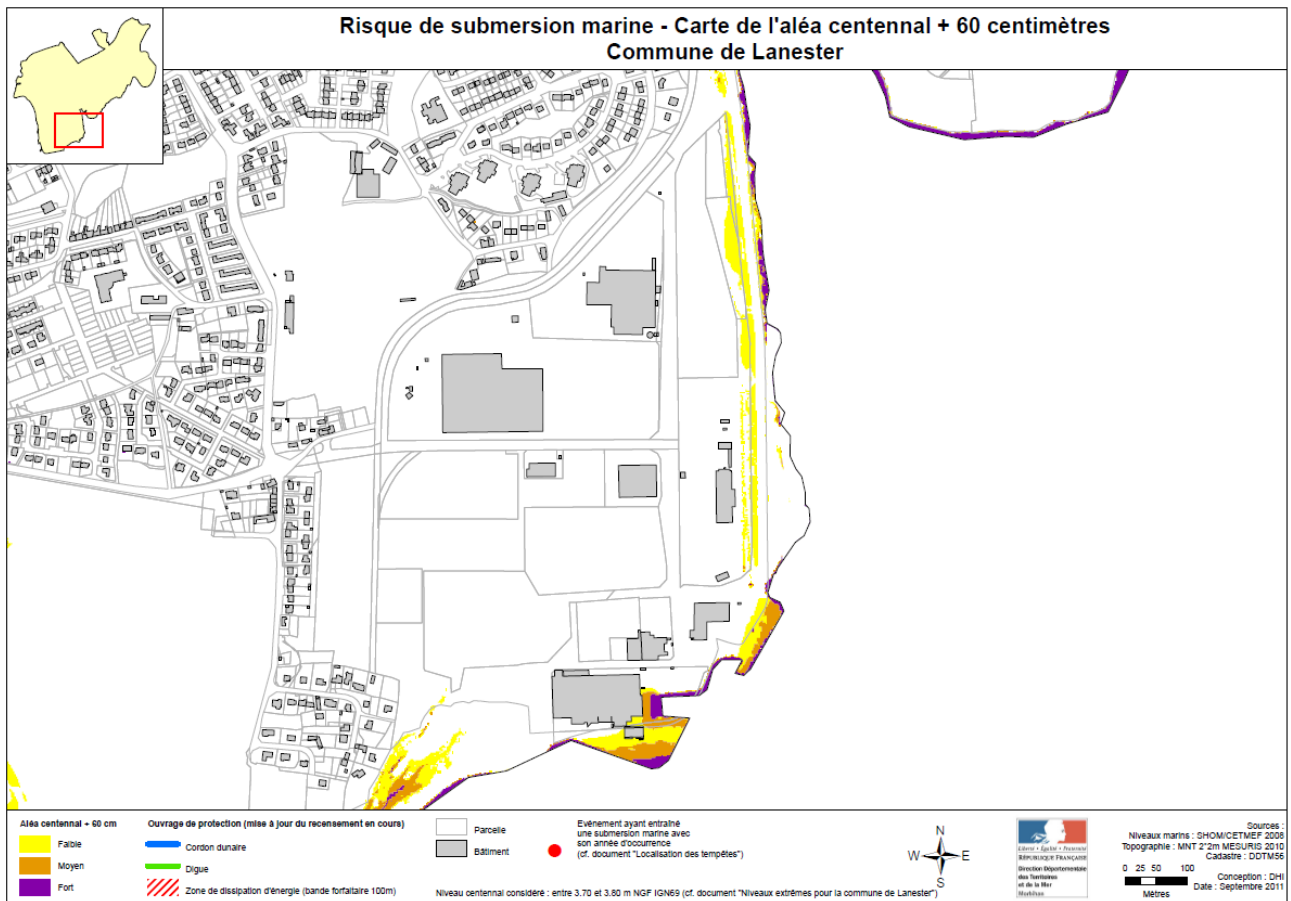 Risque de submersion marine - Carte de l'aléa centennal + 60 centimètres
Commune de Lanester
Aléa centennal + 60 cm
Faible
Moyen
Fort
Ouvrage de protection (mise à jour du recensement en cours)
Cordon dunaire
Digue
Zone de dissipation d'énergie (bande forfaitaire 100m)
Parcelle
Bâtiment
Evènement ayant entraîné
une submersion marine avec
son année d'occurrence
(cf. document "Localisation des tempêtes")
Niveau centennal considéré : entre 3.70 et 3.80 m NGF IGN69 (cf. document "Niveaux extrêmes pour la commune de Lanester")
N
W
E
S
Liberté • Égalité • Fraternité
RÉPUBLIQUE FRANÇAISE
Direction Départementale
des Territoires
et de la Mer
Morbihan
Sources :
Niveaux marins : SHOM/CETMEF 2008
Topographie : MNT 2*2m MESURIS 2010
Cadastre : DDTM56
0 25 50 100
Mètres
Conception : DHI
Date : Septembre 2011